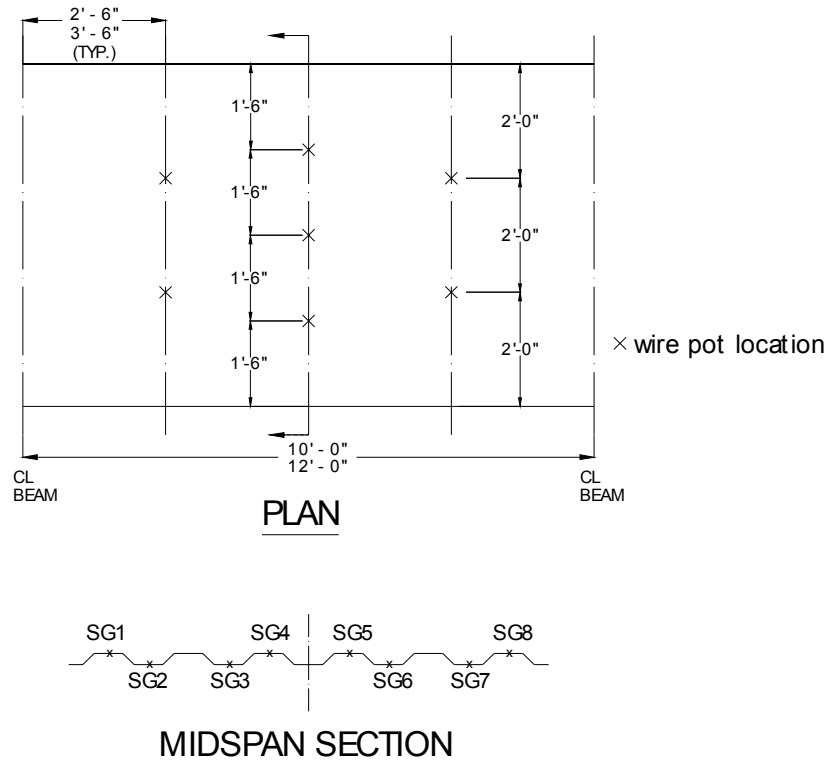 2' - 6"
3' - 6"
(TYP.)
1'-6"
2'-0"
1'-6"
2'-0"
1'-6"
2'-0"
1'-6"
× wire pot location
10' - 0"
12' - 0"
CL
BEAM
CL
BEAM
PLAN
SG1 SG4 SG5 SG8
SG2 SG3 SG6 SG7
MIDSPAN SECTION